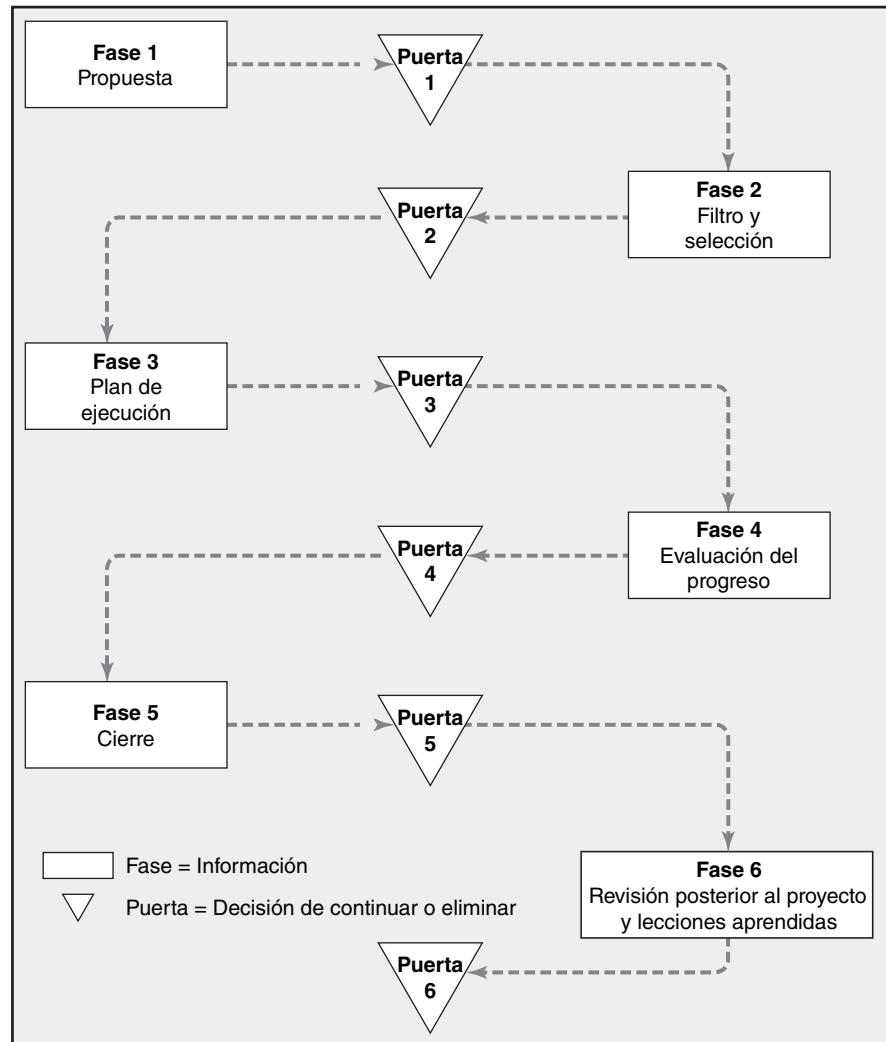 Fase 1
Propuesta
Puerta
1
Fase 2
Filtro y
selección
Puerta
2
Fase 3
Plan de
ejecución
Puerta
3
Fase 4
Evaluación del
progreso
Puerta
4
Fase 5
Cierre
Puerta
5
Fase = Información
Puerta = Decisión de continuar o eliminar
Fase 6
Revisión posterior al proyecto
y lecciones aprendidas
Puerta
6